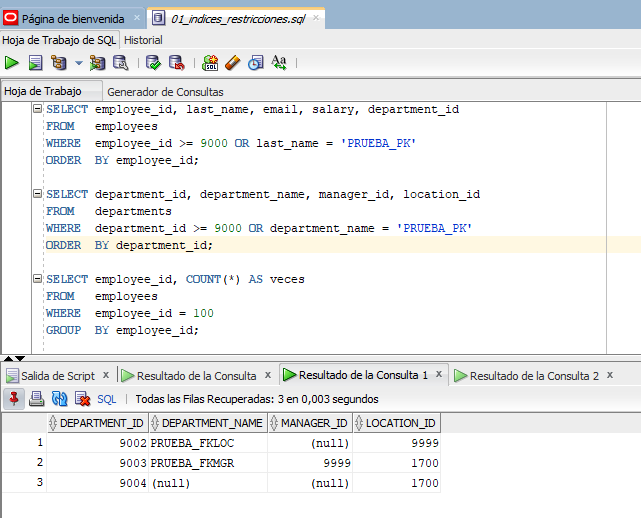 Página de bienvenida
01_indices_restricciones.sql
Hoja de Trabajo de SQL Historial
Hoja de Trabajo Generador de Consultas
SELECT employee_id, last_name, email, salary, department_id
FROM employees
WHERE employee_id >= 9000 OR last_name = 'PRUEBA_PK'
ORDER BY employee_id;
SELECT department_id, department_name, manager_id, location_id
FROM departments
WHERE department_id >= 9000 OR department_name = 'PRUEBA_PK'
ORDER BY department_id;
SELECT employee_id, COUNT(*) AS veces
FROM employees
WHERE employee_id = 100
GROUP BY employee_id;
Salida de Script x Resultado de la Consulta x Resultado de la Consulta 1 x Resultado de la Consulta 2 x
SQL Todas las Filas Recuperadas: 3 en 0,003 segundos
DEPARTMENT_ID DEPARTMENT_NAME MANAGER_ID LOCATION_ID
1 9002 PRUEBA_FKLOC (null) 9999
2 9003 PRUEBA_FKMGR 9999 1700
3 9004 (null) (null) 1700